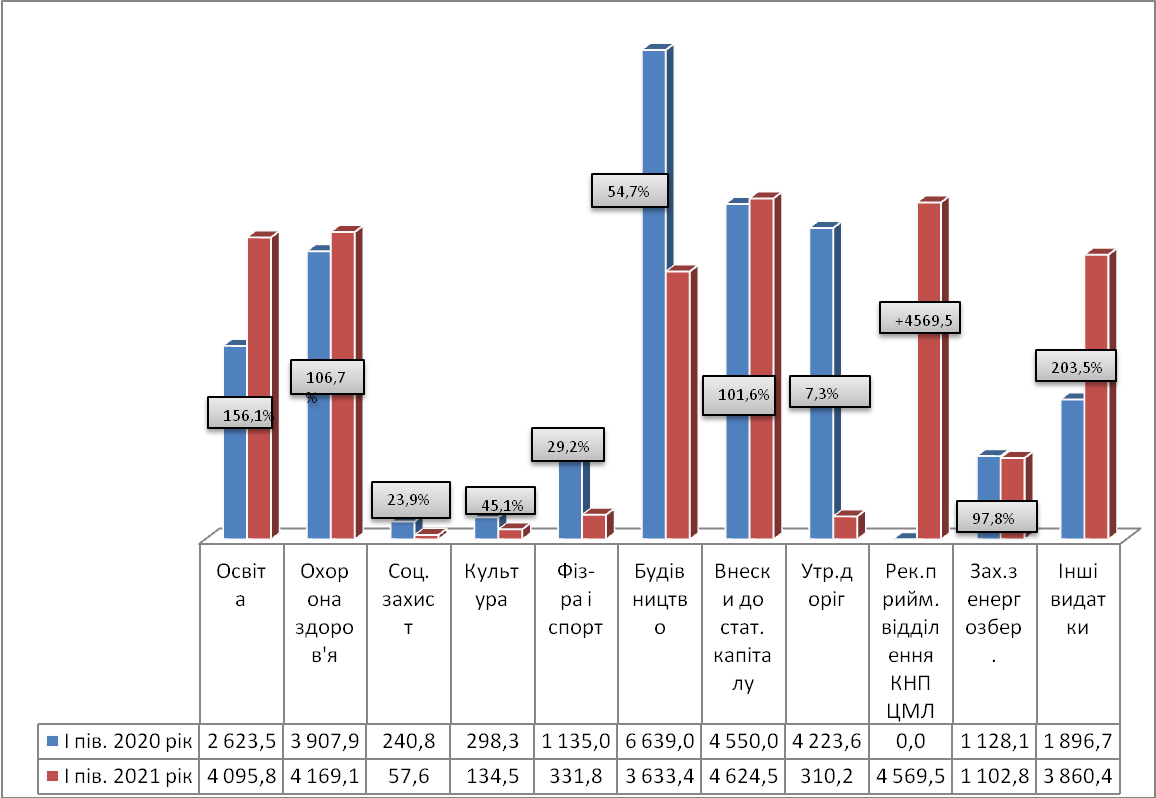 54,7%
+4569,5
203,5%
106,7
%
101,6%
7,3%
156,1%
29,2%
23,9%
45,1%
97,8%
Освіт
а
Охор
она
здоро
в'я
Соц.
захис
т
Культ
ура
Фіз-
ра і
спорт
Будів
ництв
о
Внеск
и до
стат.
капіта
лу
Утр.д
оріг
Рек.п
рийм.
відділ
ення
КНП
ЦМЛ
Зах.з
енерг
озбер
.
Інші
видат
ки
І пів. 2020 рік 2 623,5 3 907,9 240,8 298,3 1 135,0 6 639,0 4 550,0 4 223,6 0,0 1 128,1 1 896,7
І пів. 2021 рік 4 095,8 4 169,1 57,6 134,5 331,8 3 633,4 4 624,5 310,2 4 569,5 1 102,8 3 860,4